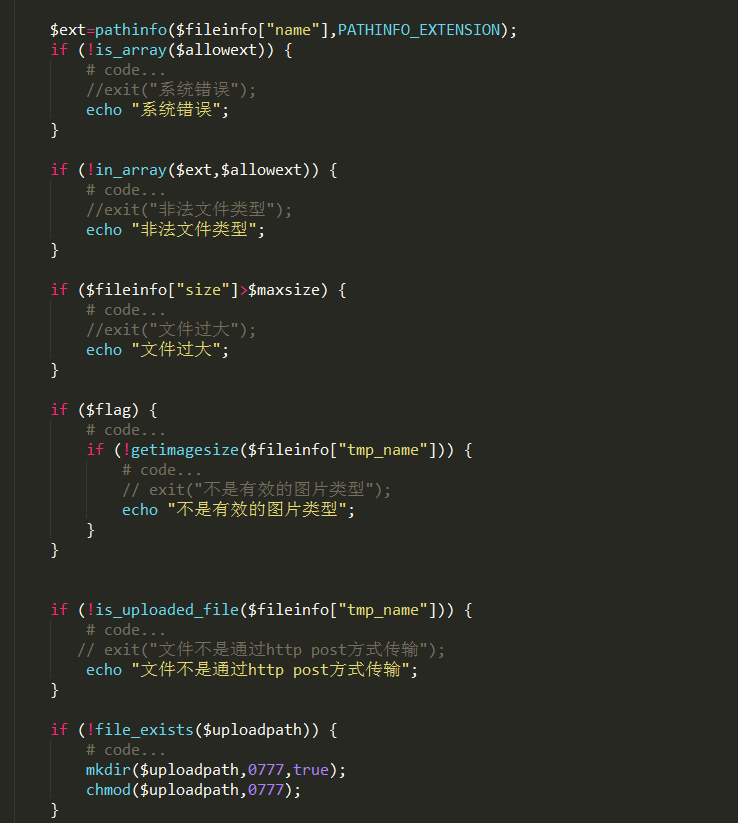 $ext=pathinfo($fileinfo["name"],PATHINFO_EXTENSION);
if (!is_array($allowext)) {
# code...
//exit("系统错误");
echo "系统错误";
}
if (!in_array($ext,$allowext)) {
# code...
//exit("非法文件类型");
echo "非法文件类型";
}
if ($fileinfo["size"]>$maxsize) {
# code...
//exit("文件过大");
echo "文件过大";
}
if ($flag) {
# code...
if (!getimagesize($fileinfo["tmp_name"])) {
# code...
// exit("不是有效的图片类型");
echo "不是有效的图片类型";
}
}
if (!is_uploaded_file($fileinfo["tmp_name"])) {
# code...
// exit("文件不是通过http post方式传输");
echo "文件不是通过http post方式传输";
}
if (!file_exists($uploadpath)) {
# code...
mkdir($uploadpath,0777,true);
chmod($uploadpath,0777);
}